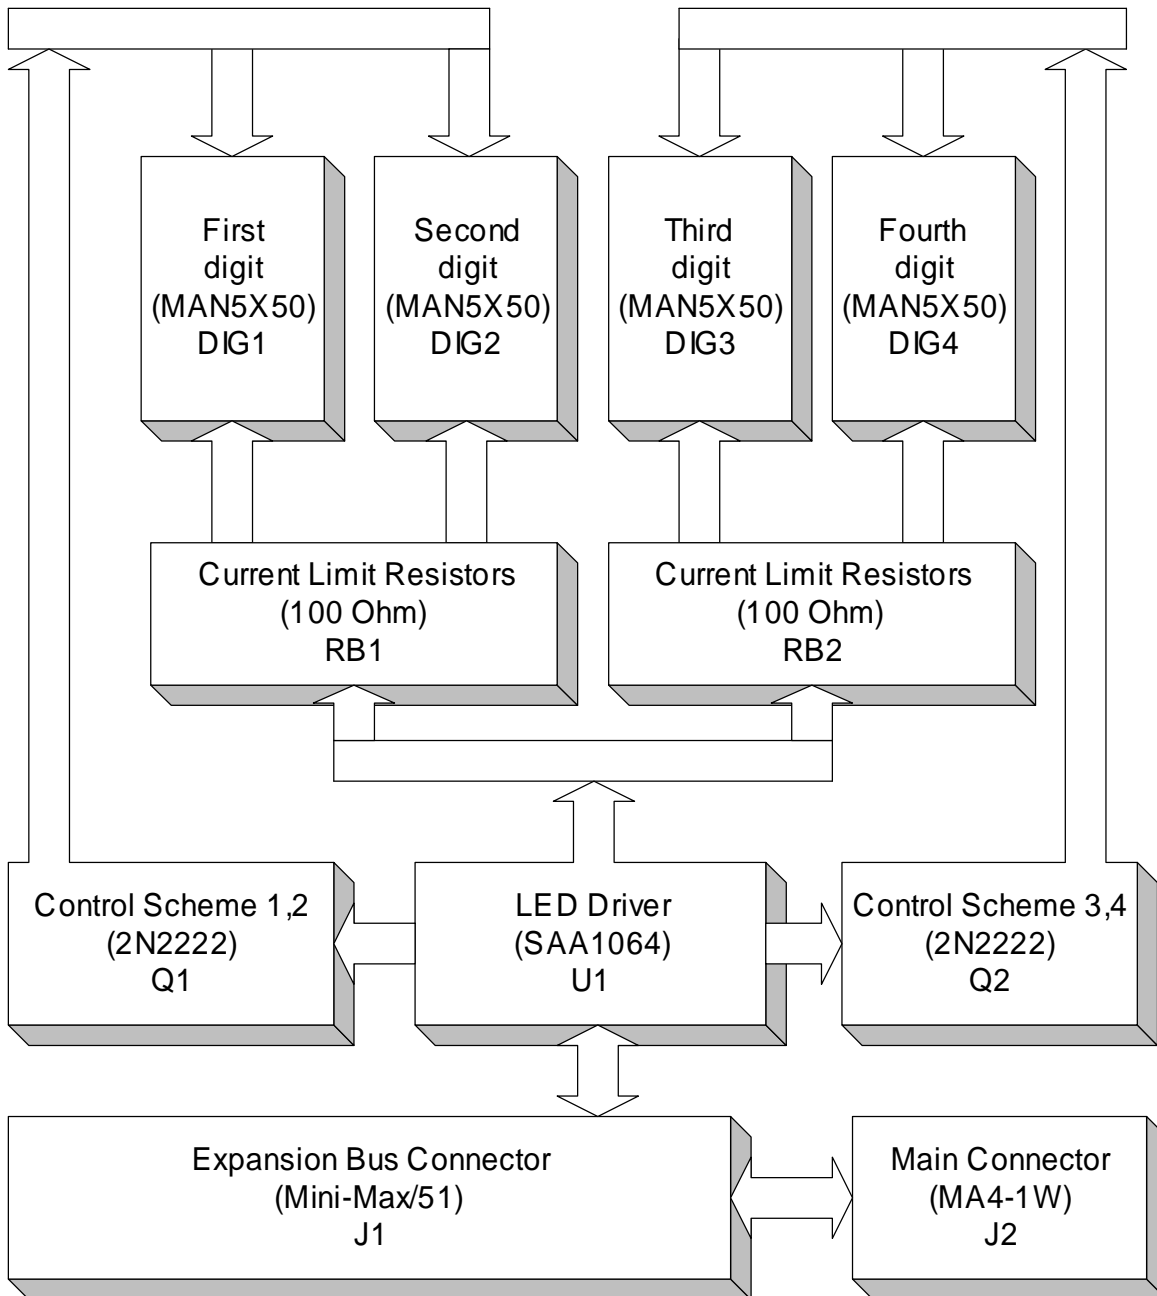 First
digit
(MAN5X50)
DIG1
Second
digit
(MAN5X50)
DIG2
Third
digit
(MAN5X50)
DIG3
Fourth
digit
(MAN5X50)
DIG4
Current Limit Resistors
(100 Ohm)
RB1
Current Limit Resistors
(100 Ohm)
RB2
Control Scheme 1,2
(2N2222)
Q1
LED Driver
(SAA1064)
U1
Control Scheme 3,4
(2N2222)
Q2
Expansion Bus Connector
(Mini-Max/51)
J1
Main Connector
(MA4-1W)
J2